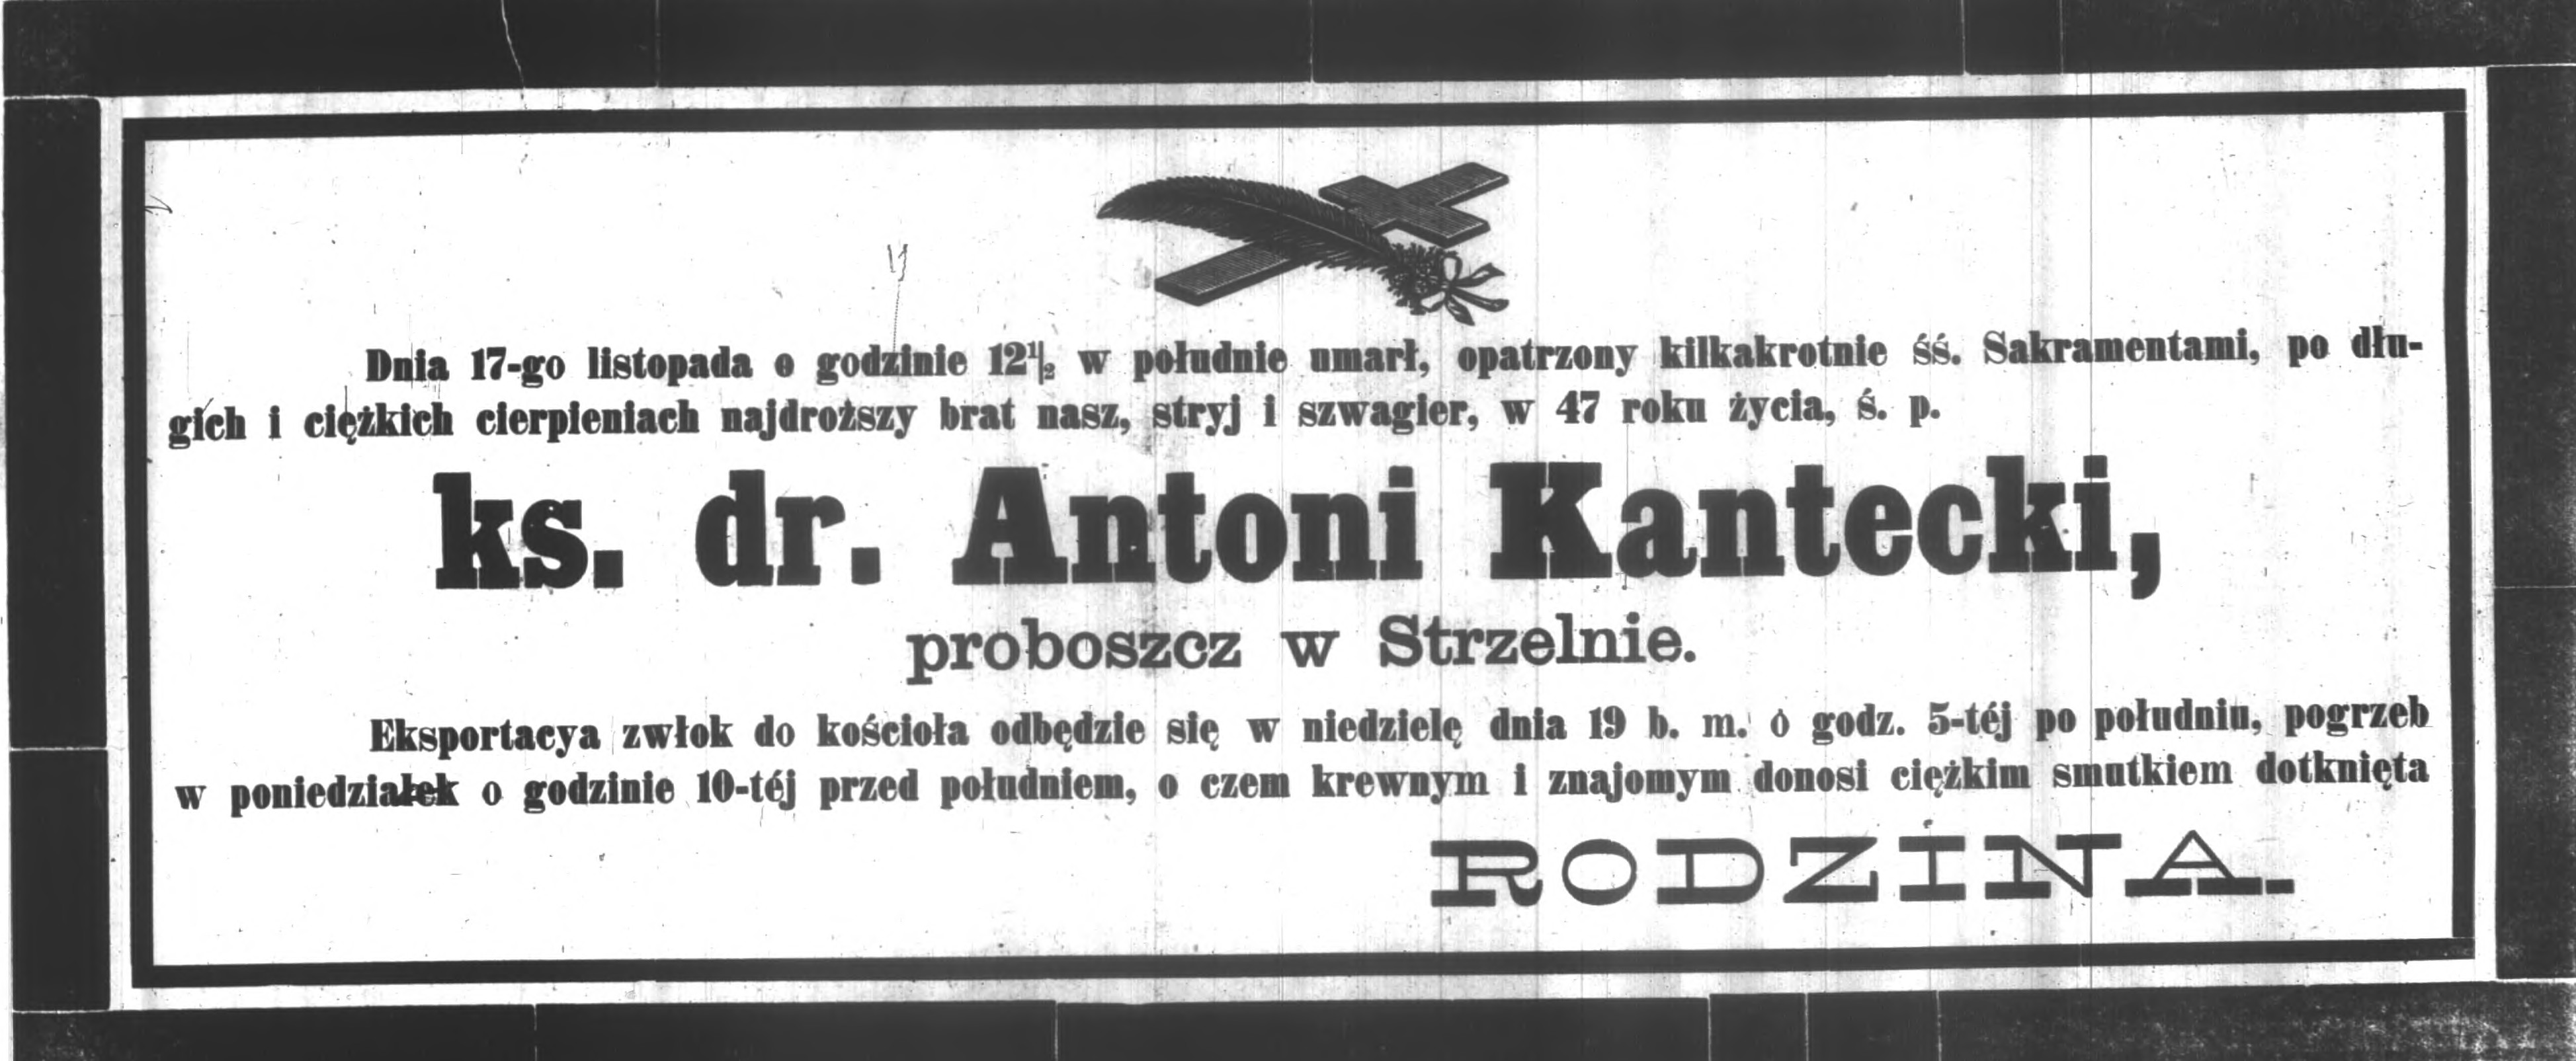 Dnia 17-go listopada o godzinie 12½ w południe umarł, opatrzony kilkakrotnie śś. Sakramentami, po dłu-
gich i ciężkich cierpieniach najdroższy brat nasz, stryj i szwagier, w 47 roku życia, ś. p.
ks. dr. Antoni Kantecki,
proboszcz w Strzelnie.
Eksportacya zwłok do kościoła odbędzie się w niedzielę dnia 19 b. m. o godz. 5-téj po południu, pogrzeb
w poniedziałek o godzinie 10-téj przed południem, o czem krewnym i znajomym donosi ciężkim smutkiem dotknięta
RODZINA.